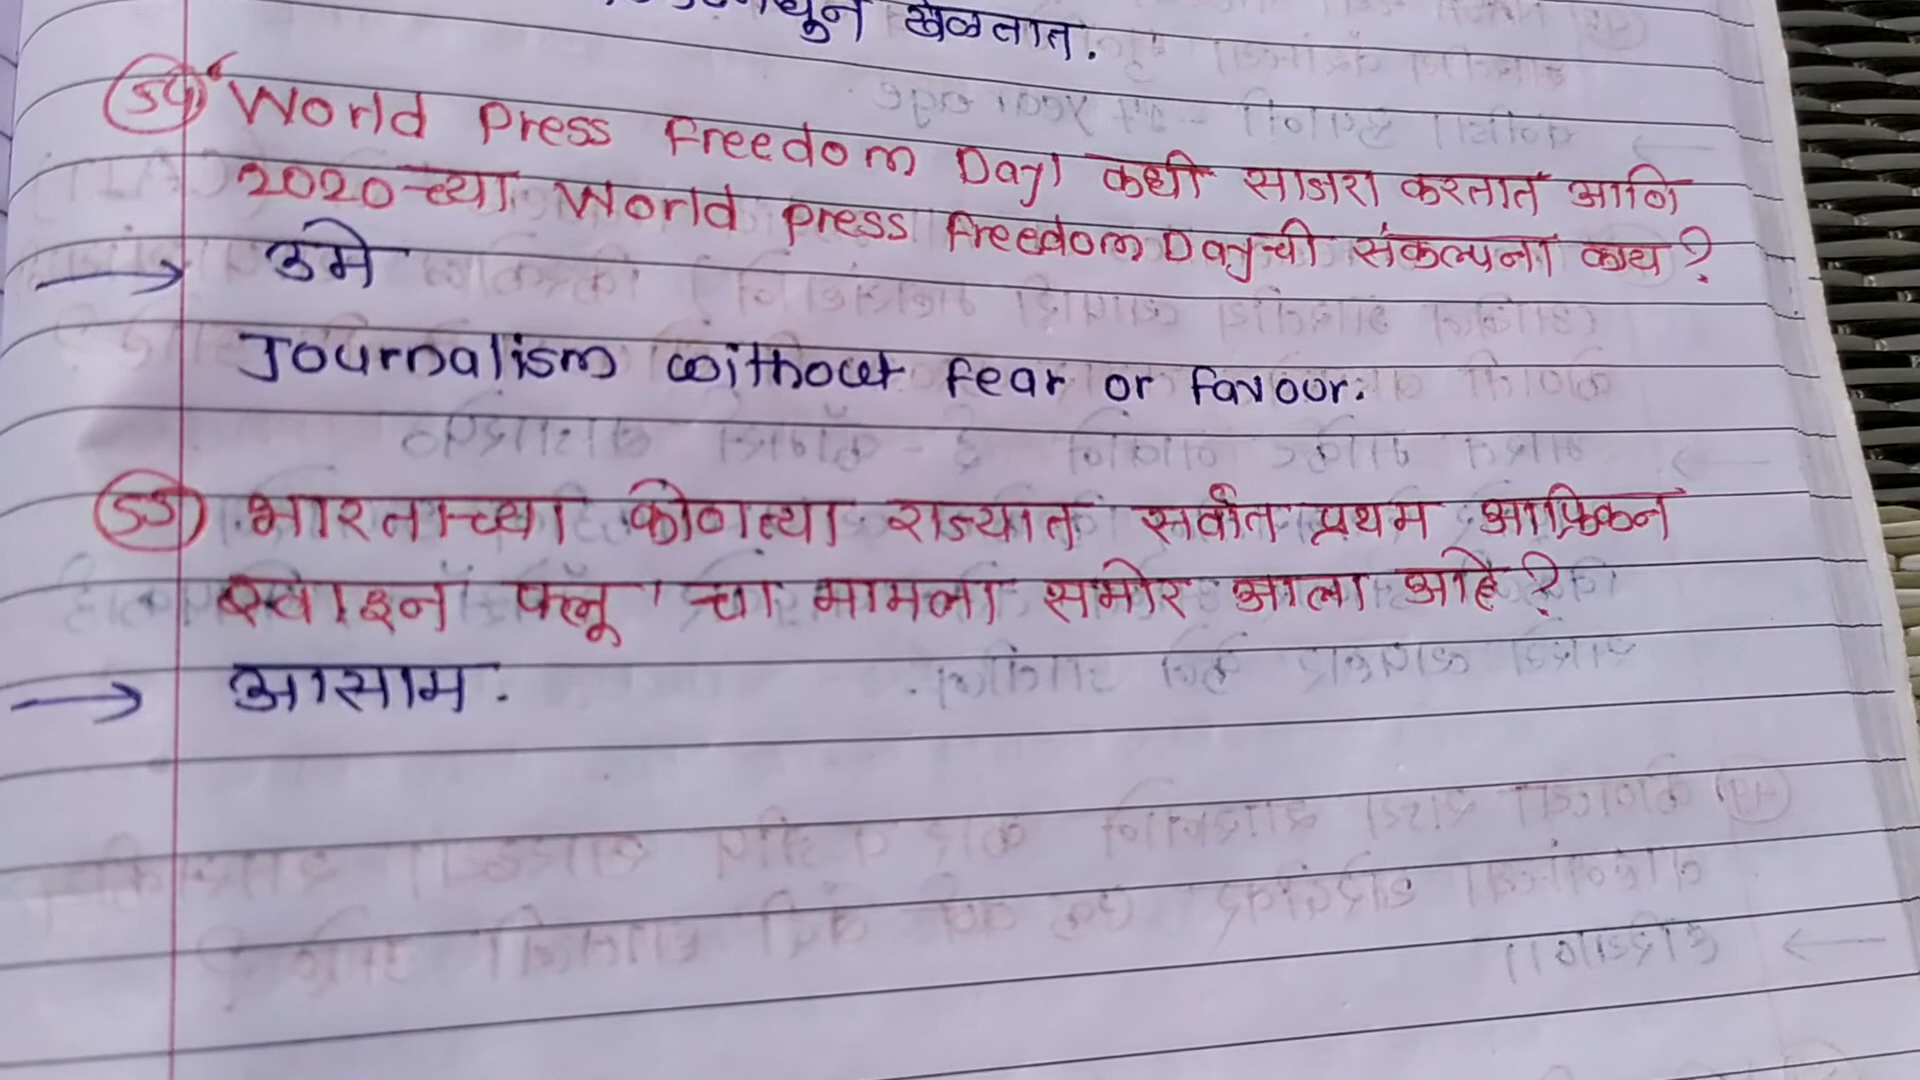 खेळतात.
54) 'World Press Freedom Day' कधी साजरा करतात आणि
2020-च्या World press freedom Day ची संकल्पना काय ?
→ 3 मे
Journalism without fear or favour.
55) भारताच्या कोणत्या राज्यात सर्वात प्रथम आफ्रिकन
स्वाइन फ्लू ' चा मामला समोर आला आहे ?
→ आसाम.